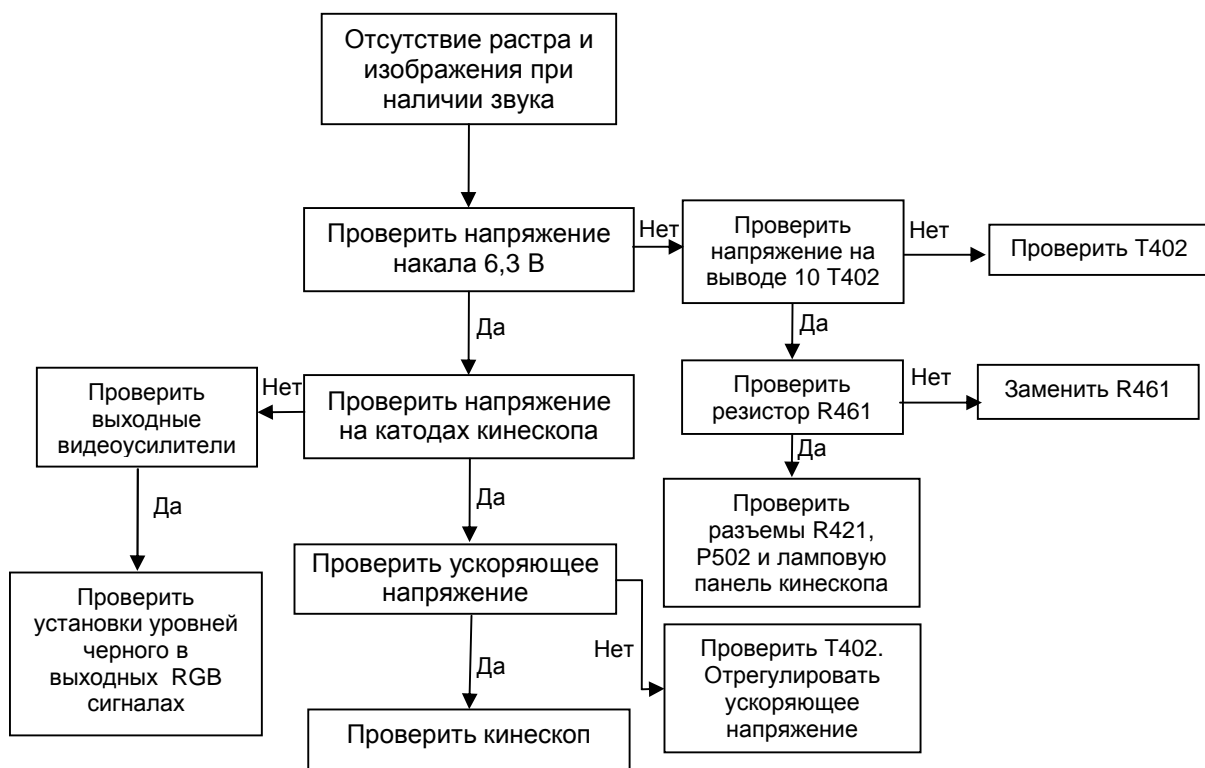 Отсутствие растра и
изображения при
наличии звука
Проверить напряжение
накала 6,3 В
Нет
Проверить
напряжение на
выводе 10 Т402
Нет
Проверить Т402
Да
Да
Проверить
выходные
видеоусилители
Нет
Проверить напряжение
на катодах кинескопа
Проверить
резистор R461
Нет
Заменить R461
Да
Да
Да
Проверить
разъемы R421,
P502 и ламповую
панель кинескопа
Проверить ускоряющее
напряжение
Проверить
установки уровней
черного в
выходных RGB
сигналах
Да
Нет
Проверить Т402.
Отрегулировать
ускоряющее
напряжение
Проверить кинескоп